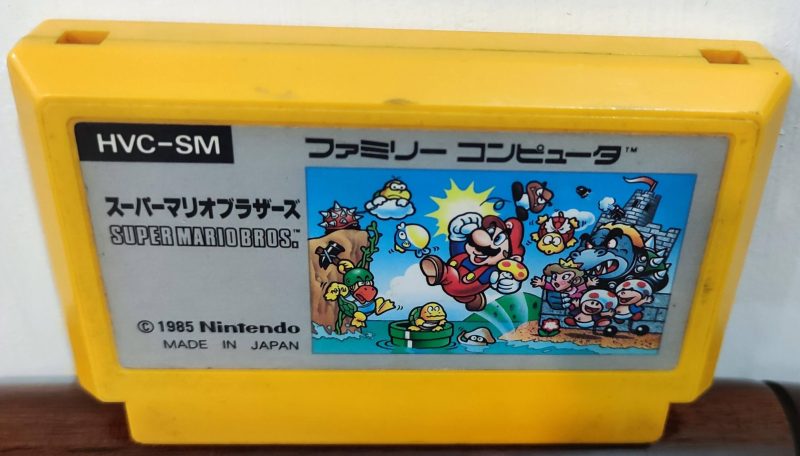 HVC-SM
ファミリー コンピュータ™
スーパーマリオブラザーズ
SUPER MARIO BROS.™
© 1985 Nintendo
MADE IN JAPAN